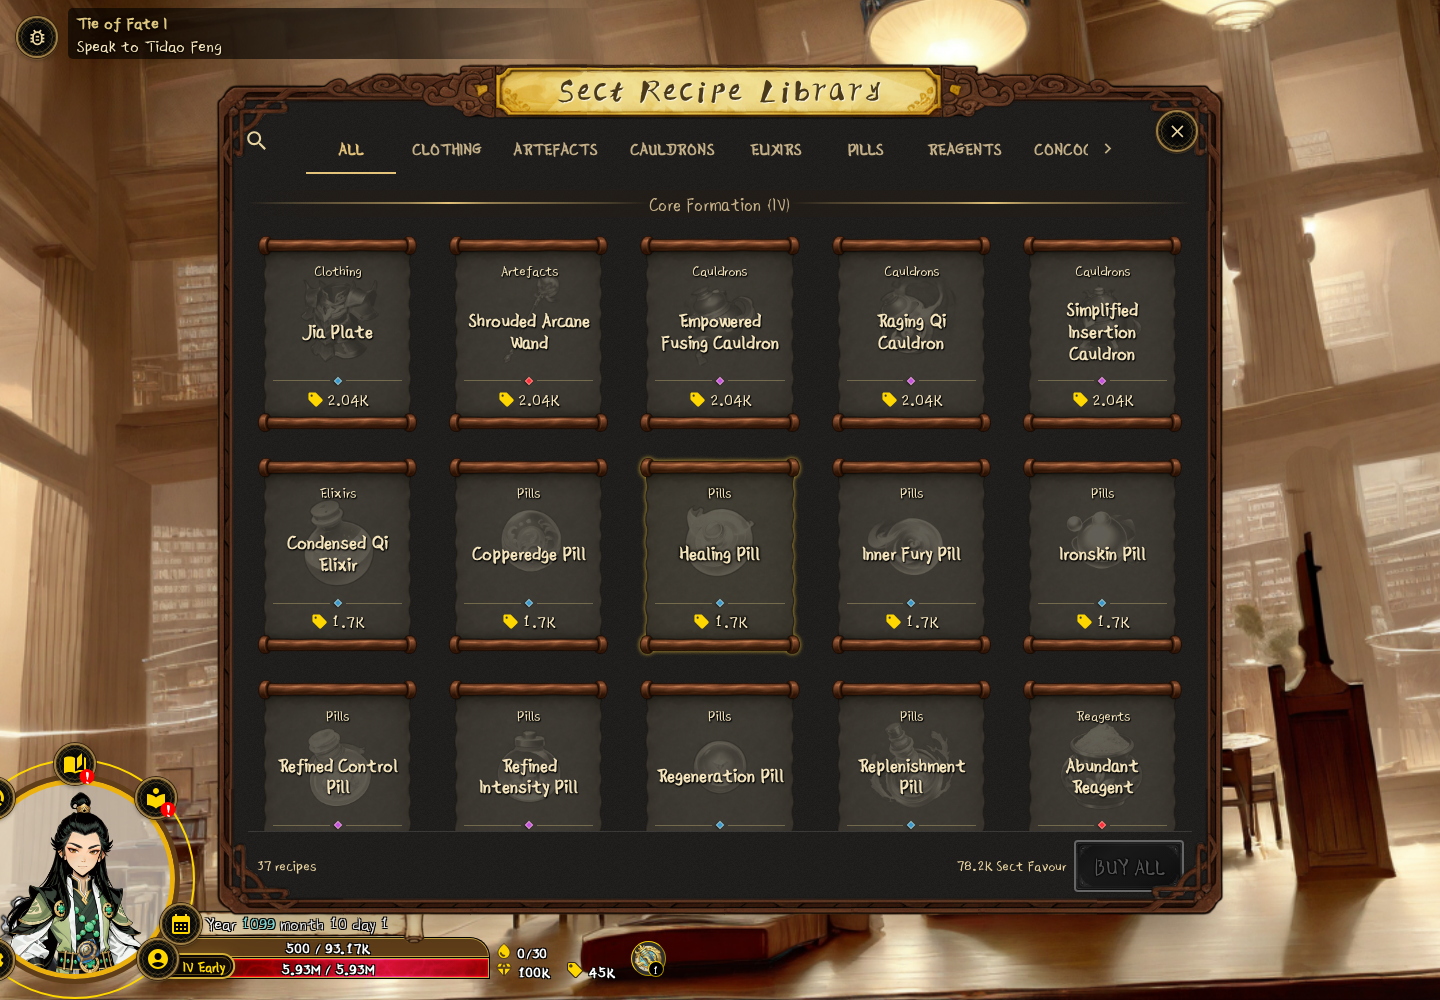 Tie of Fate I
Speak to Tidao Feng
Sect Recipe Library
ALL
CLOTHING
ARTEFACTS
CAULDRONS
ELIXIRS
PILLS
REAGENTS
CONCOC
Core Formation (IV)
Clothing
Jia Plate
2.04K
Artefacts
Shrouded Arcane
Wand
2.04K
Cauldrons
Empowered
Fusing Cauldron
2.04K
Cauldrons
Raging Qi
Cauldron
2.04K
Cauldrons
Simplified
Insertion
Cauldron
2.04K
Elixirs
Condensed Qi
Elixir
1.7K
Pills
Copperedge Pill
1.7K
Pills
Healing Pill
1.7K
Pills
Inner Fury Pill
1.7K
Pills
Ironskin Pill
1.7K
Pills
Refined Control
Pill
Pills
Refined
Intensity Pill
Pills
Regeneration Pill
Pills
Replenishment
Pill
Reagents
Abundant
Reagent
37 recipes
78.2K Sect Favour
BUY ALL
Year 1099 month 10 day 1
500 / 93.17K
IV Early
5.93M / 5.93M
0/30
100K
45K
1